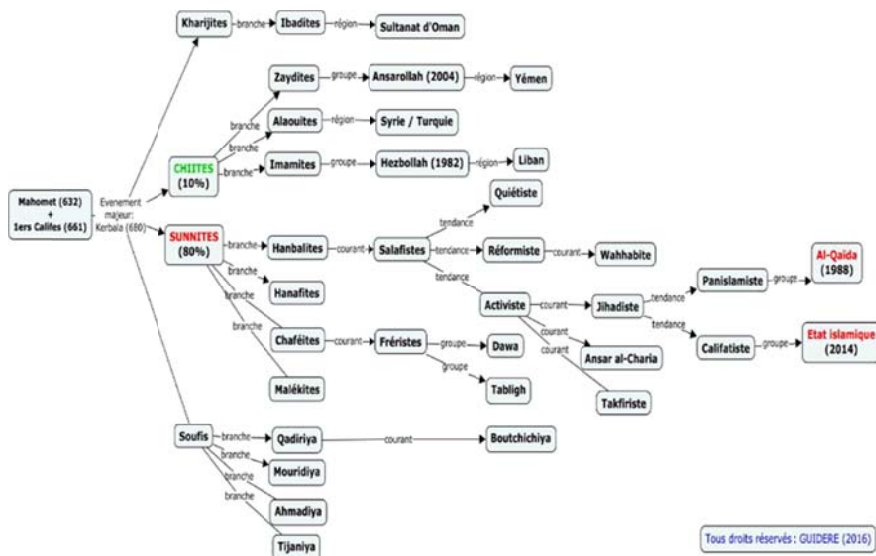 Kharijites
branche
Ibadites
région
Sultanat d'Oman
Zaydites
groupe
Ansarollah (2004)
région
Yémen
branche
Alaouites
région
Syrie / Turquie
branche
CHIITES
(10%)
branche
Imamites
groupe
Hezbollah (1982)
région
Liban
Mahomet (632)
+
1ers Califes (661)
Evenement
majeur:
Kerbala (680)
SUNNITES
(80%)
branche
Hanbalites
courant
Salafistes
tendance
Quiétiste
tendance
Réformiste
courant
Wahhabite
tendance
Activiste
courant
Jihadiste
tendance
Panislamiste
groupe
Al-Qaïda
(1988)
tendance
Califatiste
groupe
Etat islamique
(2014)
courant
Ansar al-Charia
courant
Takfiriste
branche
Hanafites
branche
Chaféites
courant
Fréristes
groupe
Dawa
groupe
Tabligh
branche
Malékites
Soufis
branche
Qadiriya
courant
Boutchichiya
branche
Mouridiya
branche
Ahmadiya
branche
Tijaniya
Tous droits réservés : GUIDERE (2016)